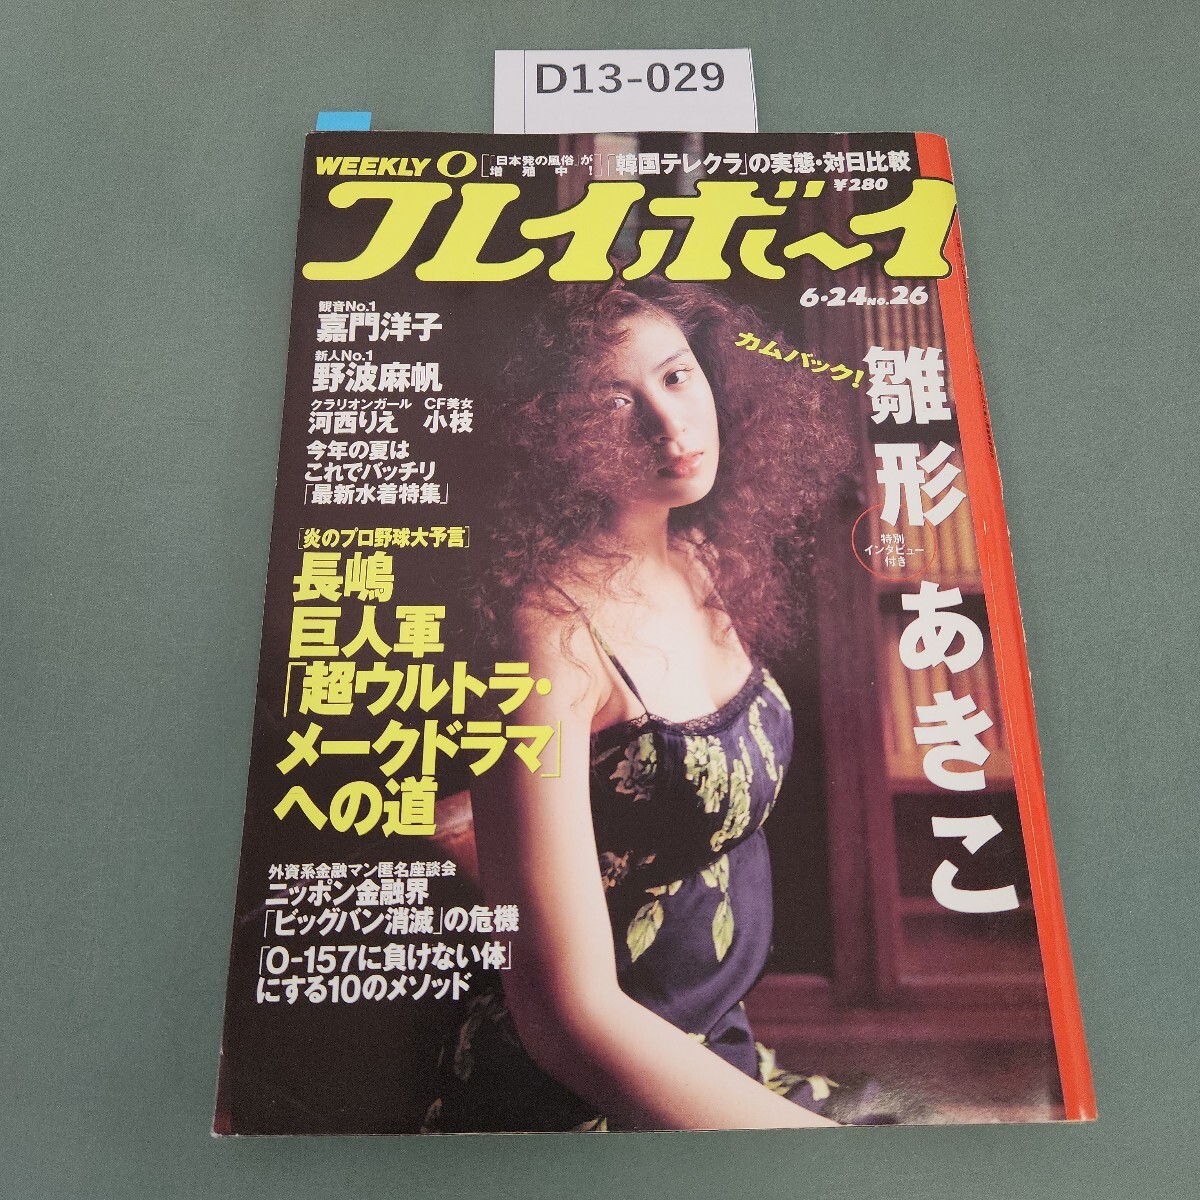 D13-029
WEEKLY
[「日本発の風俗」が増殖中!]「韓国テレクラ」の実態・対日比較
¥280
プレイボーイ
6・24 No.26
観音No.1
嘉門洋子
新人No.1
野波麻帆
クラリオンガール CF美女
河西りえ 小枝
今年の夏は
これでバッチリ
「最新水着特集」
[炎のプロ野球大予言]
長嶋
巨人軍
「超ウルトラ・
メークドラマ」
への道
外資系金融マン匿名座談会
ニッポン金融界
「ビッグバン消滅」の危機
「O-157に負けない体」
にする10のメソッド
カムバック!
雛形あきこ
特別
インタビュー
付き